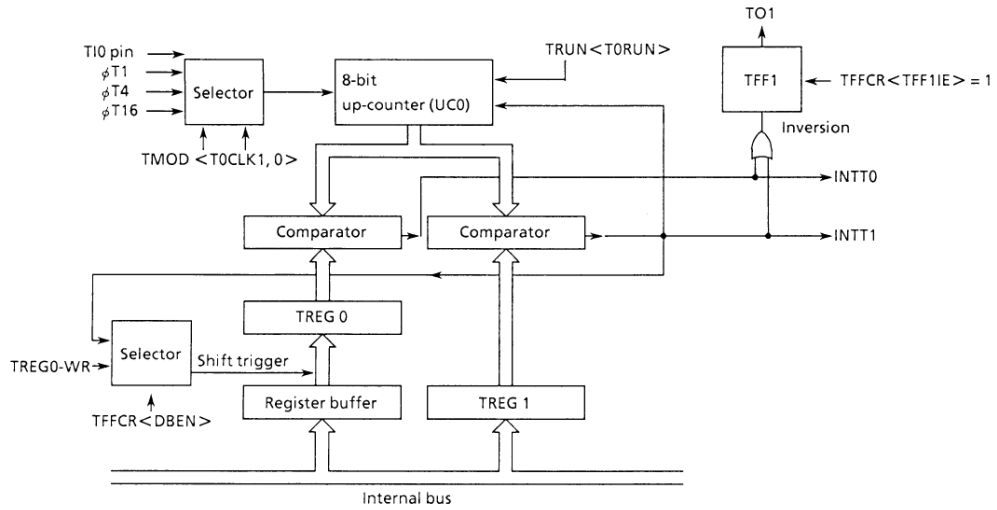 TO1
TI0 pin
φT1
φT4
φT16
Selector
8-bit
up-counter (UC0)
TRUN<T0RUN>
TFF1
TFFCR<TFF1IE> = 1
Inversion
TMOD <T0CLK1, 0>
INTT0
Comparator
Comparator
INTT1
TREG 0
Selector
TREG0-WR
Shift trigger
Register buffer
TREG 1
TFFCR<DBEN>
Internal bus